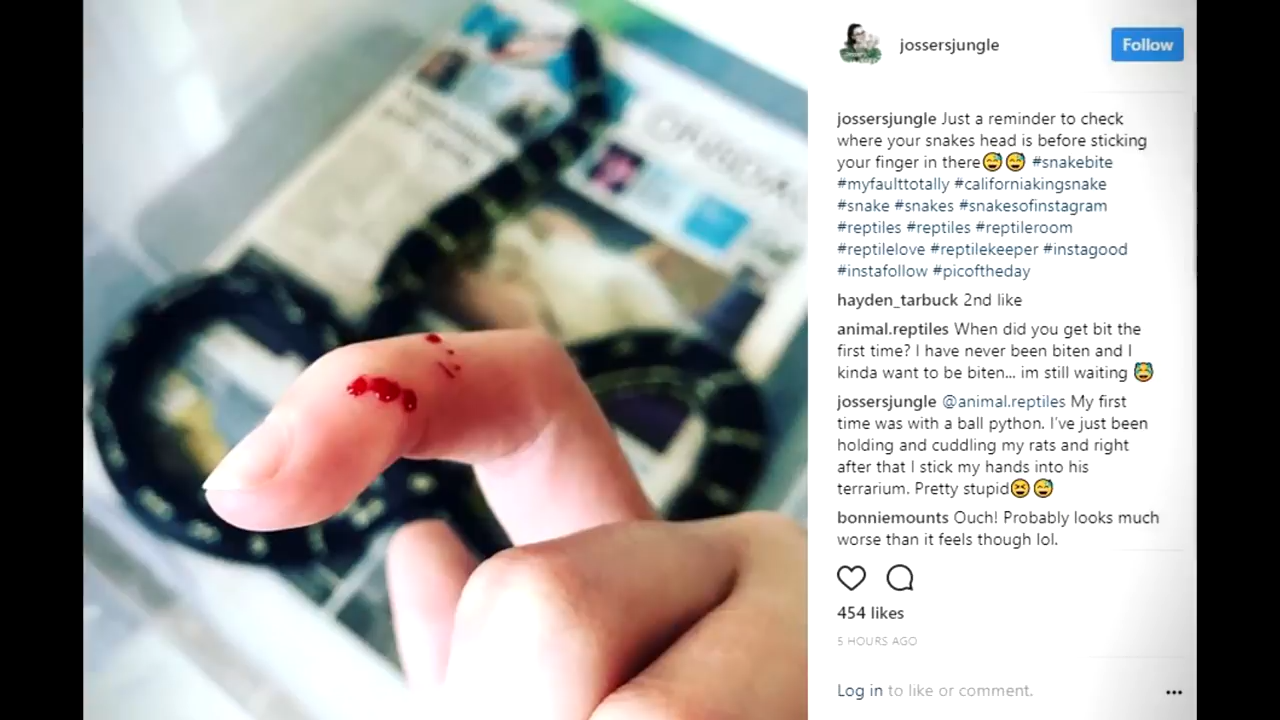 jossersjungle
Follow
jossersjungle Just a reminder to check
where your snakes head is before sticking
your finger in there😅😅 #snakebite
#myfaulttotally #californiakingsnake
#snake #snakes #snakesofinstagram
#reptiles #reptiles #reptileroom
#reptilelove #reptilekeeper #instagood
#instafollow #picoftheday
hayden_tarbuck 2nd like
animal.reptiles When did you get bit the
first time? I have never been biten and I
kinda want to be biten... im still waiting 😅
jossersjungle @animal.reptiles My first
time was with a ball python. I've just been
holding and cuddling my rats and right
after that I stick my hands into his
terrarium. Pretty stupid😆😅
bonniemounts Ouch! Probably looks much
worse than it feels though lol.
454 likes
5 HOURS AGO
Log in to like or comment.